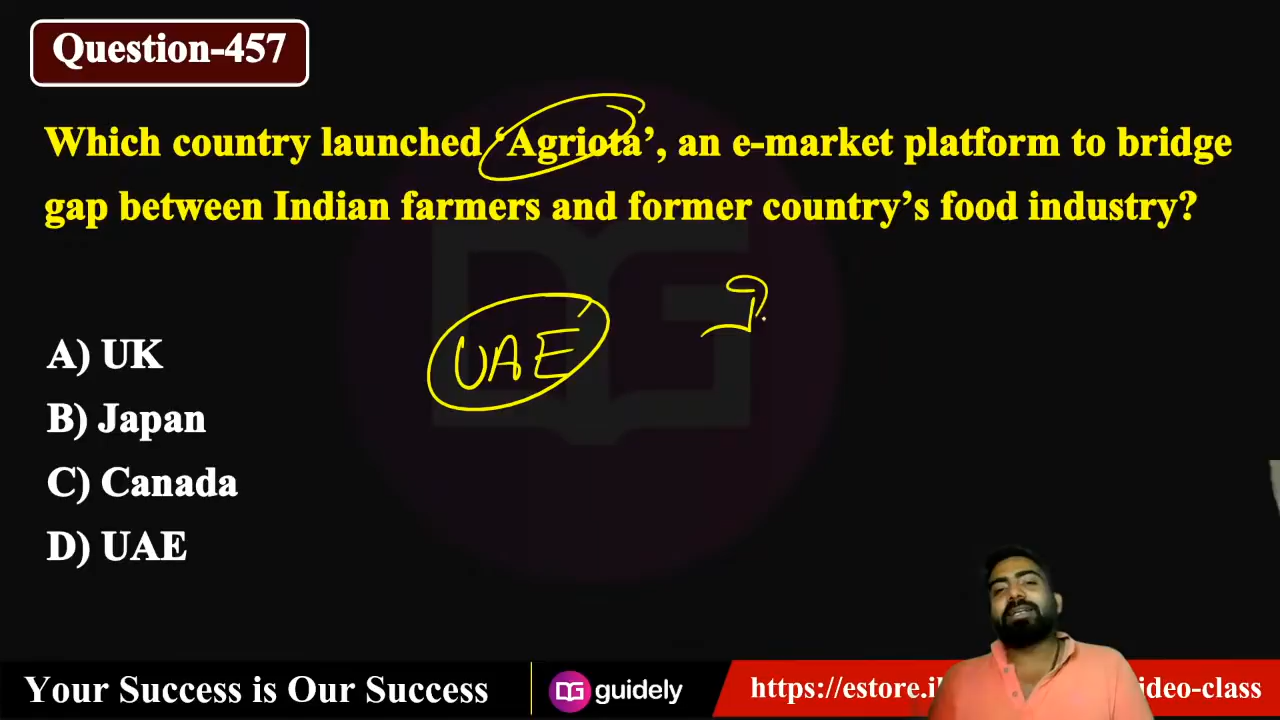 Question-457
Which country launched ‘Agriota’, an e-market platform to bridge
gap between Indian farmers and former country’s food industry?
UAE
A) UK
B) Japan
C) Canada
D) UAE
Your Success is Our Success
DG guidely
https://estore.i
ideo-class